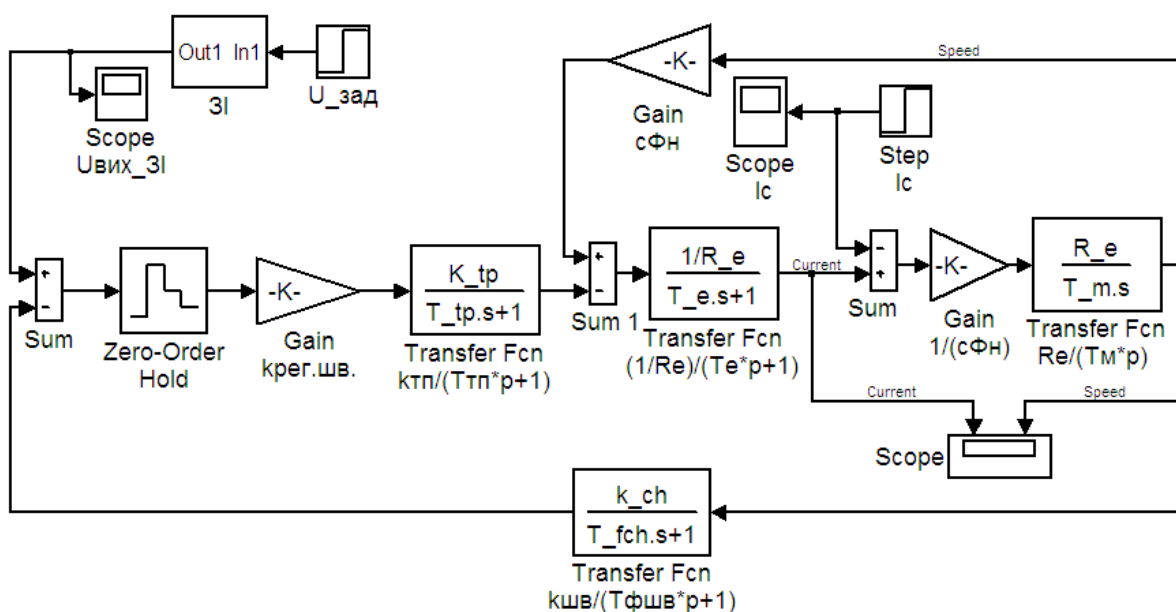 Out1 In1
ЗІ
U_зад
Scope
Uвих_ЗІ
-K-
Gain
сФн
Speed
Scope
Ic
Step
Ic
+
−
Sum
Zero-Order
Hold
-K-
Gain
kрег.шв.
K_tp
T_tp.s+1
Transfer Fcn
kтп/(Tтп*p+1)
+
−
Sum 1
1/R_e
T_e.s+1
Transfer Fcn
(1/Re)/(Te*p+1)
Current
−
+
Sum
-K-
Gain
1/(сФн)
R_e
T_m.s
Transfer Fcn
Re/(Tм*p)
Current
Speed
Scope
k_ch
T_fch.s+1
Transfer Fcn
kшв/(Tфшв*p+1)